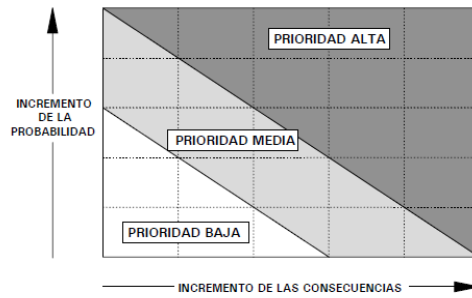 PRIORIDAD ALTA
INCREMENTO
DE LA
PROBABILIDAD
PRIORIDAD MEDIA
PRIORIDAD BAJA
INCREMENTO DE LAS CONSECUENCIAS